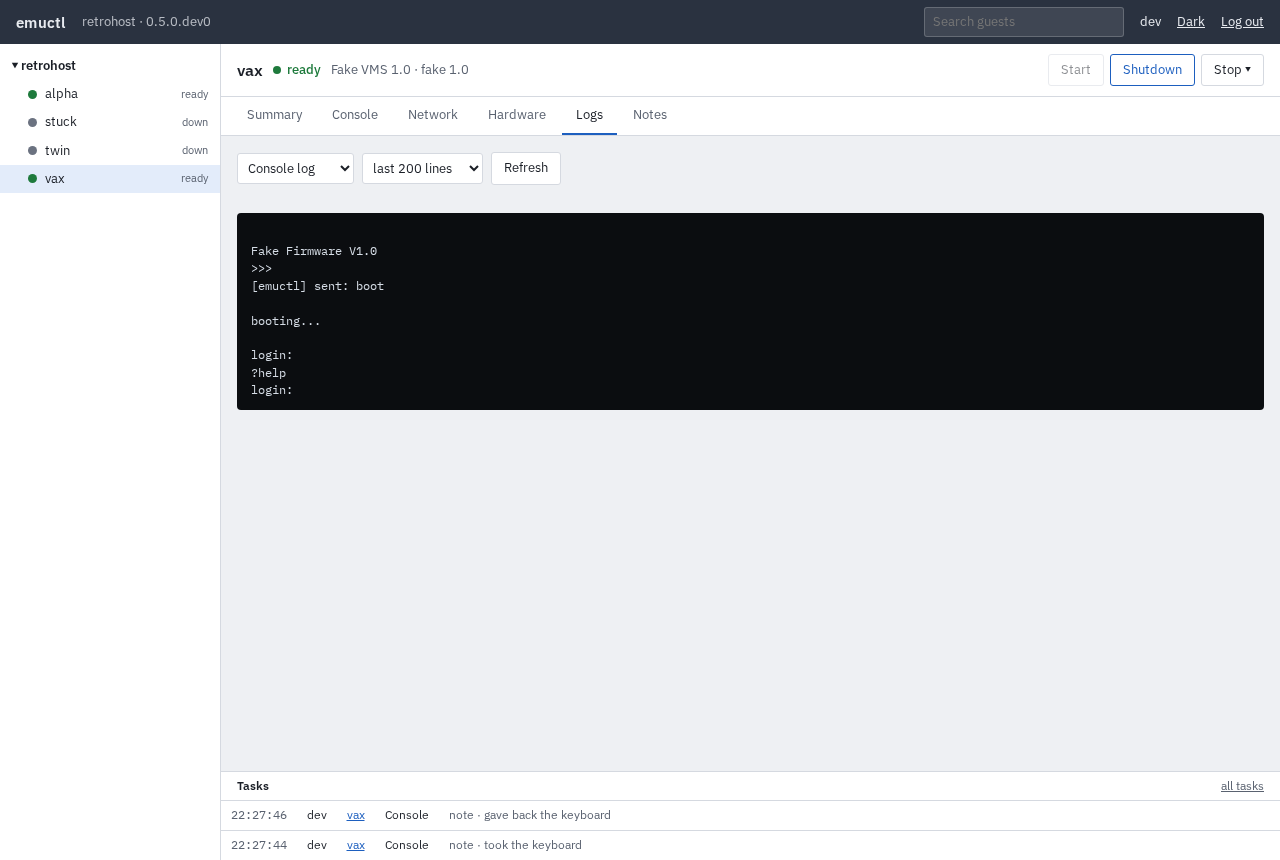 emuctl retrohost · 0.5.0.dev0 Search guests dev Dark Log out
retrohost
alpha ready
stuck down
twin down
vax ready
vax ready Fake VMS 1.0 · fake 1.0 Start Shutdown Stop ▾
Summary Console Network Hardware Logs Notes
Console log last 200 lines Refresh
Fake Firmware V1.0
>>>
[emuctl] sent: boot
booting...
login:
?help
login:
Tasks all tasks
22:27:46 dev vax Console note · gave back the keyboard
22:27:44 dev vax Console note · took the keyboard